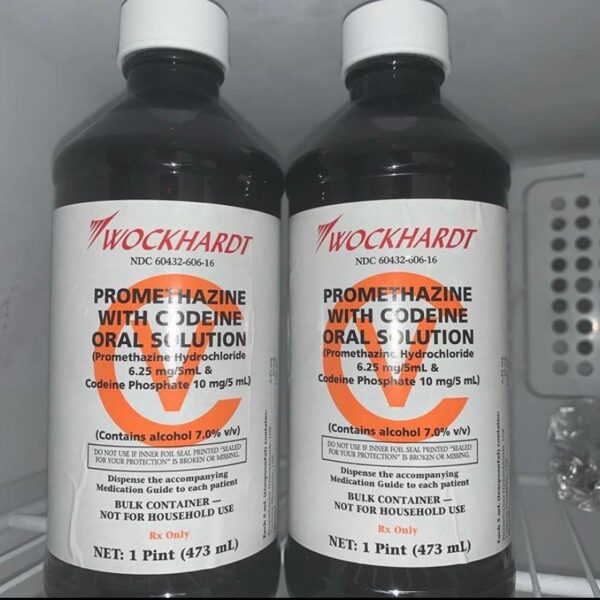 WOCKHARDT
NDC 60432-606-16
PROMETHAZINE
WITH CODEINE
ORAL SOLUTION
(Promethazine Hydrochloride
6.25 mg/5mL &
Codeine Phosphate 10 mg/5 mL)
CV
(Contains alcohol 7.0% v/v)
DO NOT USE IF INNER FOIL SEAL PRINTED "SEALED
FOR YOUR PROTECTION" IS BROKEN OR MISSING.
Dispense the accompanying
Medication Guide to each patient
BULK CONTAINER —
NOT FOR HOUSEHOLD USE
Rx Only
NET: 1 Pint (473 mL)
WOCKHARDT
NDC 60432-606-16
PROMETHAZINE
WITH CODEINE
ORAL SOLUTION
(Promethazine Hydrochloride
6.25 mg/5mL &
Codeine Phosphate 10 mg/5 mL)
CV
(Contains alcohol 7.0% v/v)
DO NOT USE IF INNER FOIL SEAL PRINTED "SEALED
FOR YOUR PROTECTION" IS BROKEN OR MISSING.
Dispense the accompanying
Medication Guide to each patient
BULK CONTAINER —
NOT FOR HOUSEHOLD USE
Rx Only
NET: 1 Pint (473 mL)